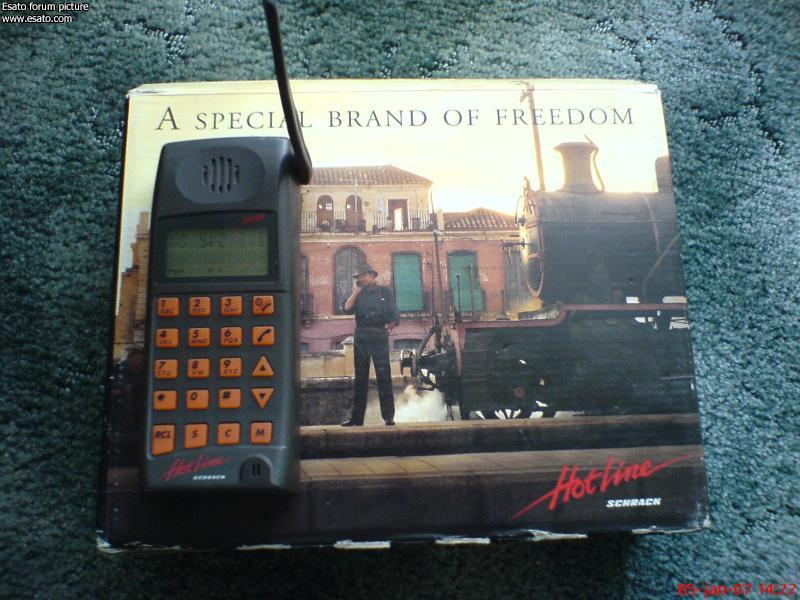 Esato forum picture
www.esato.com
A SPECIAL BRAND OF FREEDOM
1 ABC
2 DEF
3 GHI
4 JKL
5 MNO
6 PQR
7 STU
8 VW
9 XYZ
* 0 #
RCL S C M
Hot Line
SCHRACK
Hot Line
SCHRACK
05-jan-07 14:22